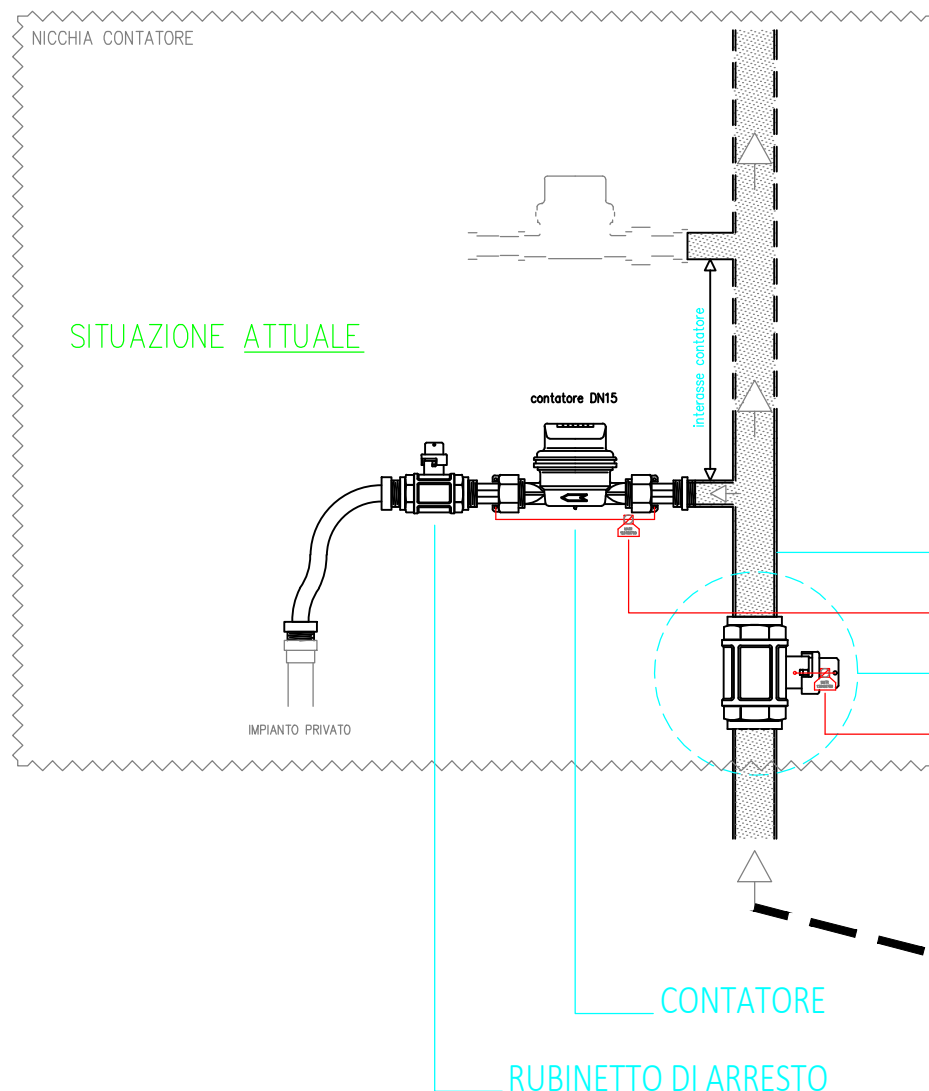 NICCHIA CONTATORE
SITUAZIONE ATTUALE
interasse contatore
contatore DN15
IMPIANTO PRIVATO
CONTATORE
RUBINETTO DI ARRESTO